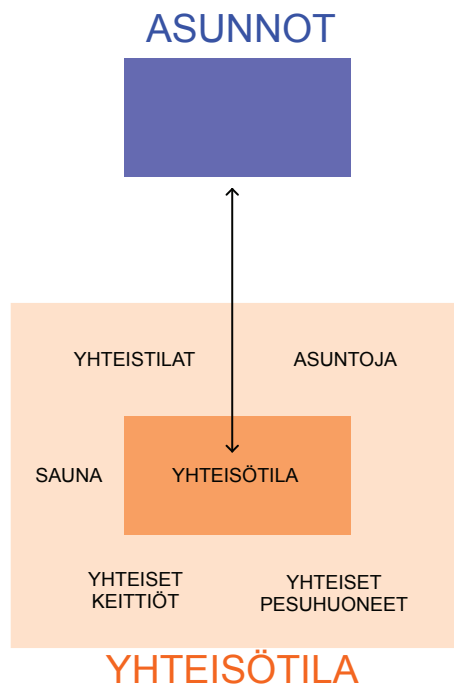 ASUNNOT
YHTEISTILAT
ASUNTOJA
SAUNA
YHTEISÖTILA
YHTEISET
KEITTIÖT
YHTEISET
PESUHUONEET
YHTEISÖTILA